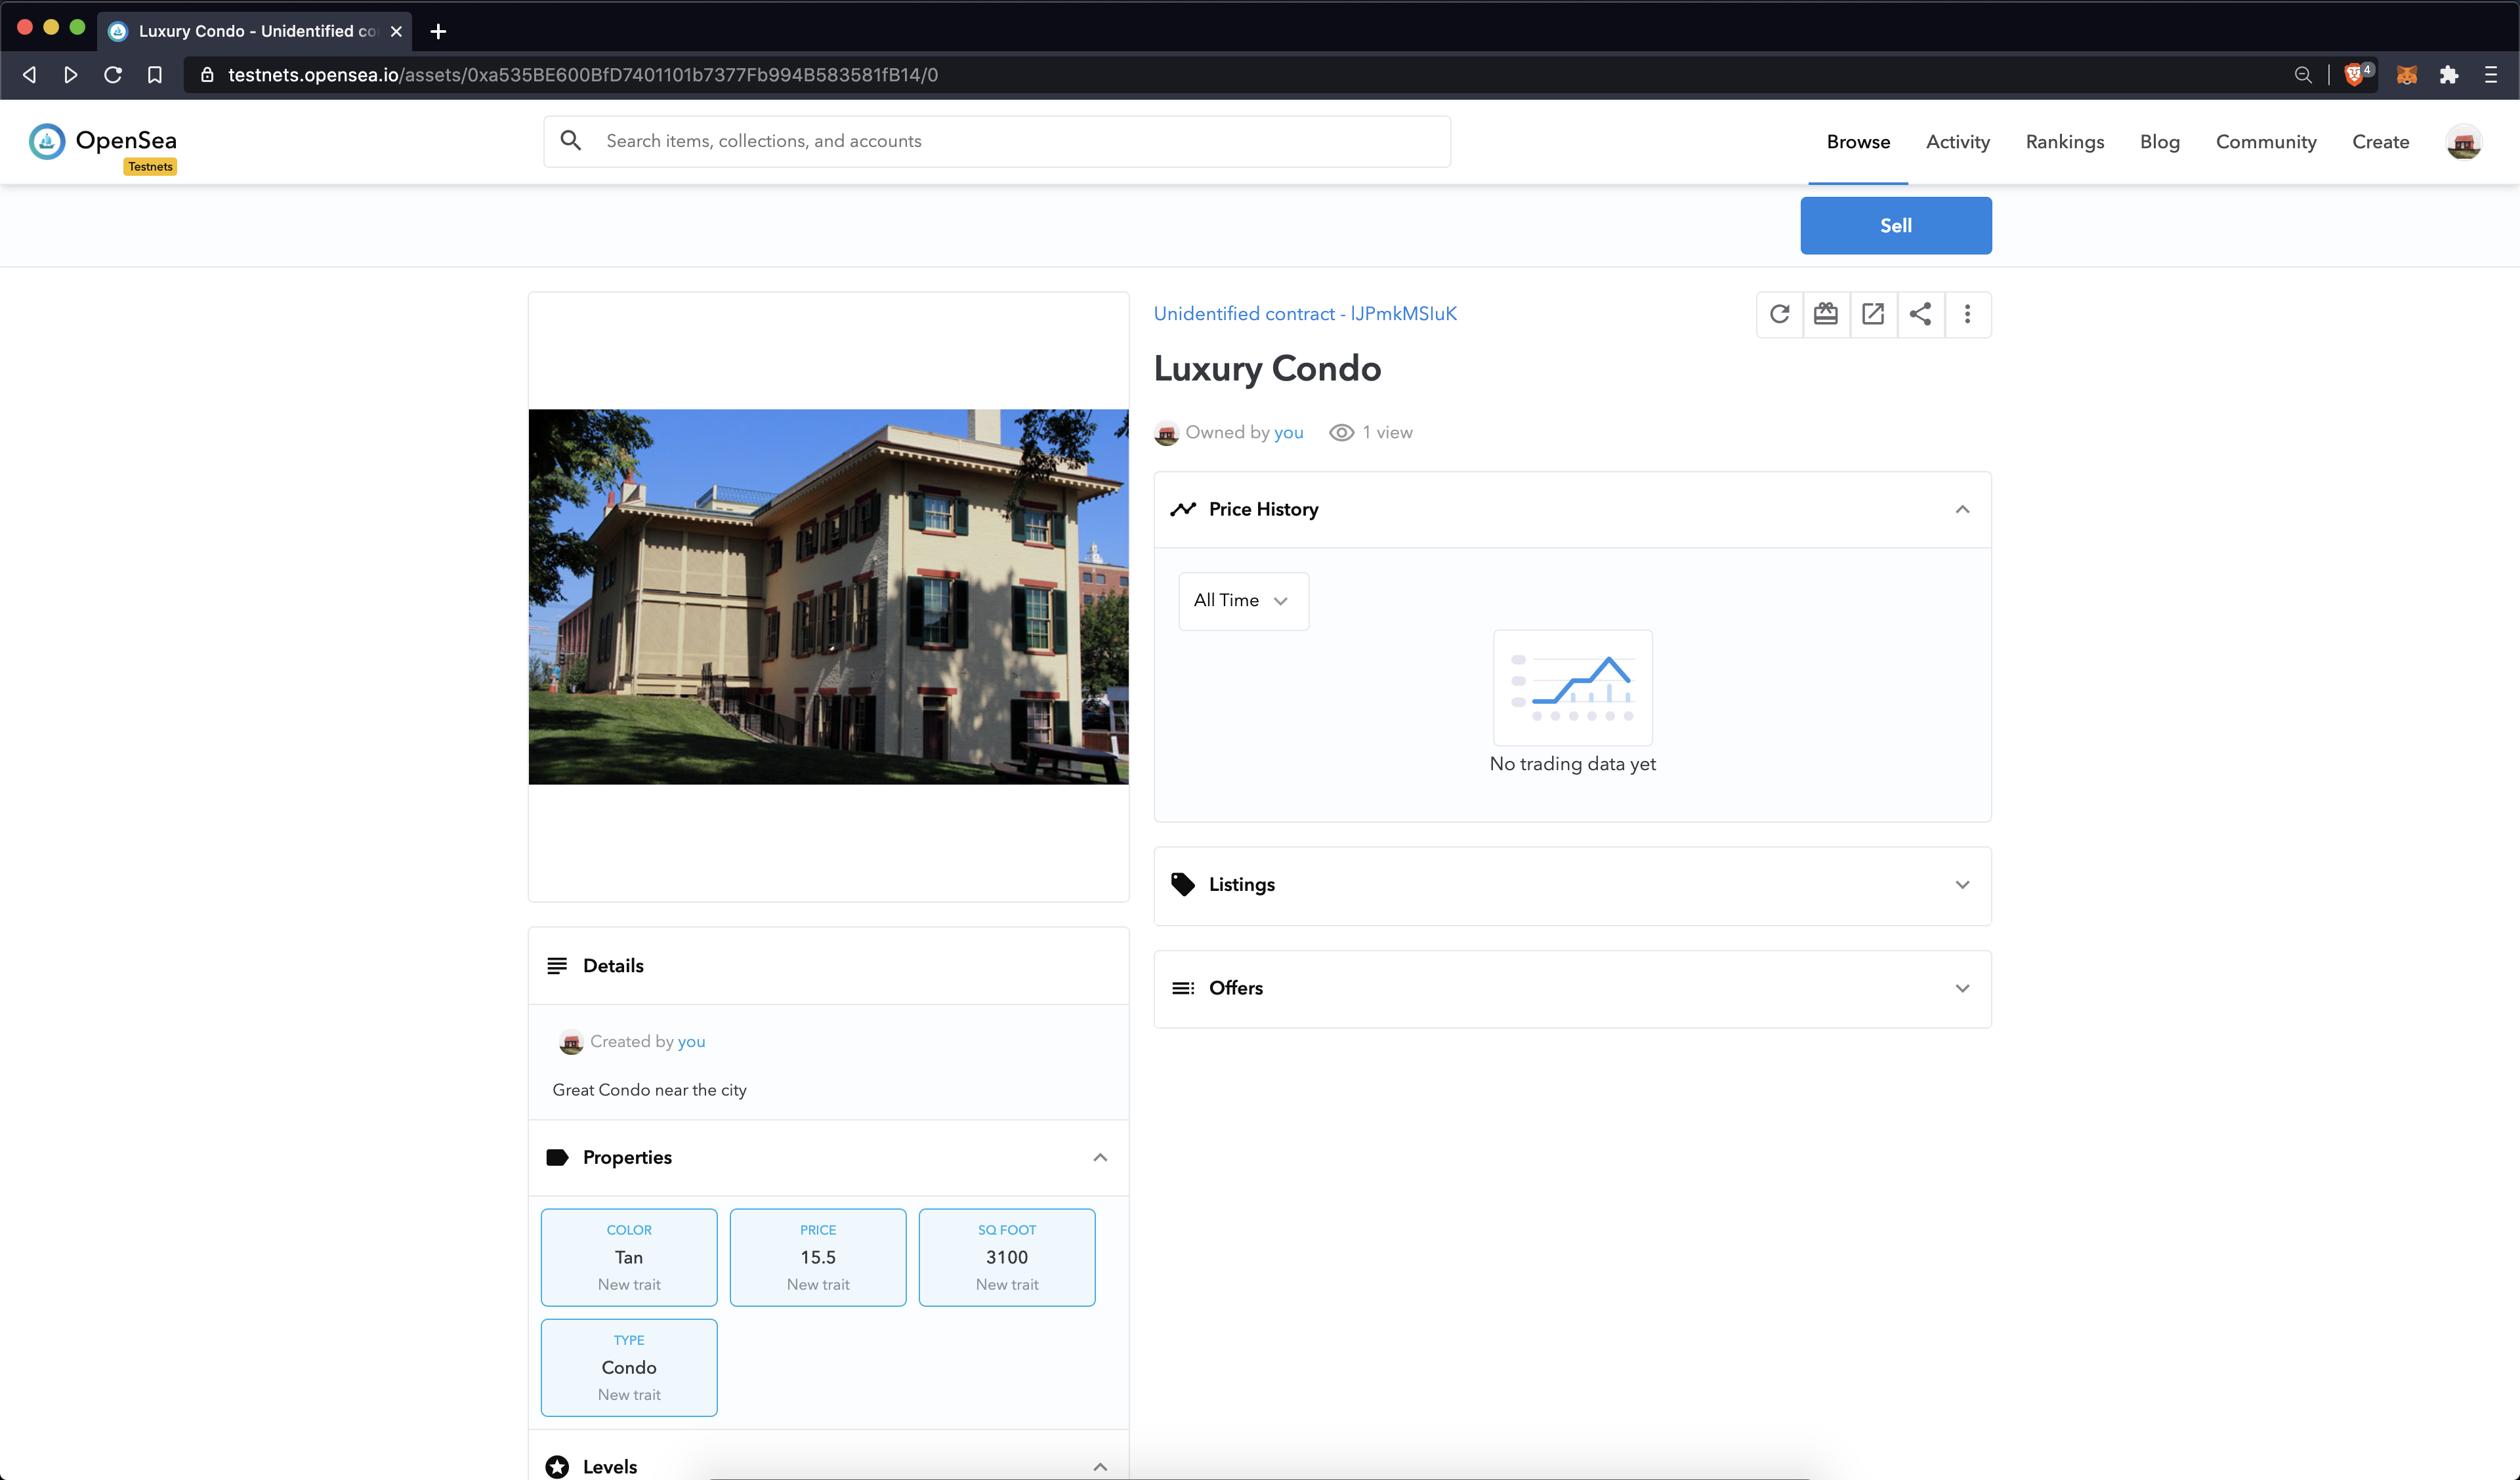 Luxury Condo - Unidentified co
testnets.opensea.io/assets/0xa535BE600BfD7401101b7377Fb994B583581fB14/0
4
OpenSea
Testnets
Search items, collections, and accounts
Browse
Activity
Rankings
Blog
Community
Create
Sell
Unidentified contract - lJPmkMSIuK
Luxury Condo
Owned by you
1 view
Price History
All Time
No trading data yet
Listings
Offers
Details
Created by you
Great Condo near the city
Properties
COLOR
Tan
New trait
PRICE
15.5
New trait
SQ FOOT
3100
New trait
TYPE
Condo
New trait
Levels